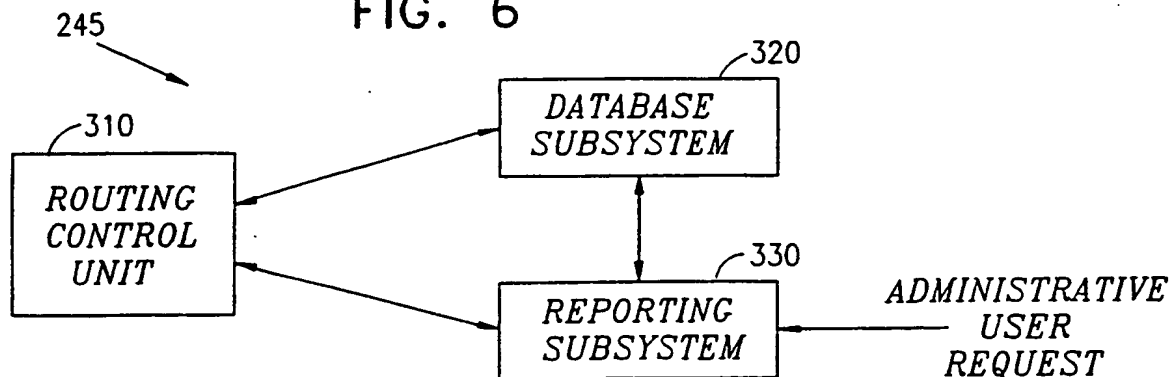 FIG. 6
245
320
DATABASE
SUBSYSTEM
310
ROUTING
CONTROL
UNIT
330
REPORTING
SUBSYSTEM
ADMINISTRATIVE
USER
REQUEST